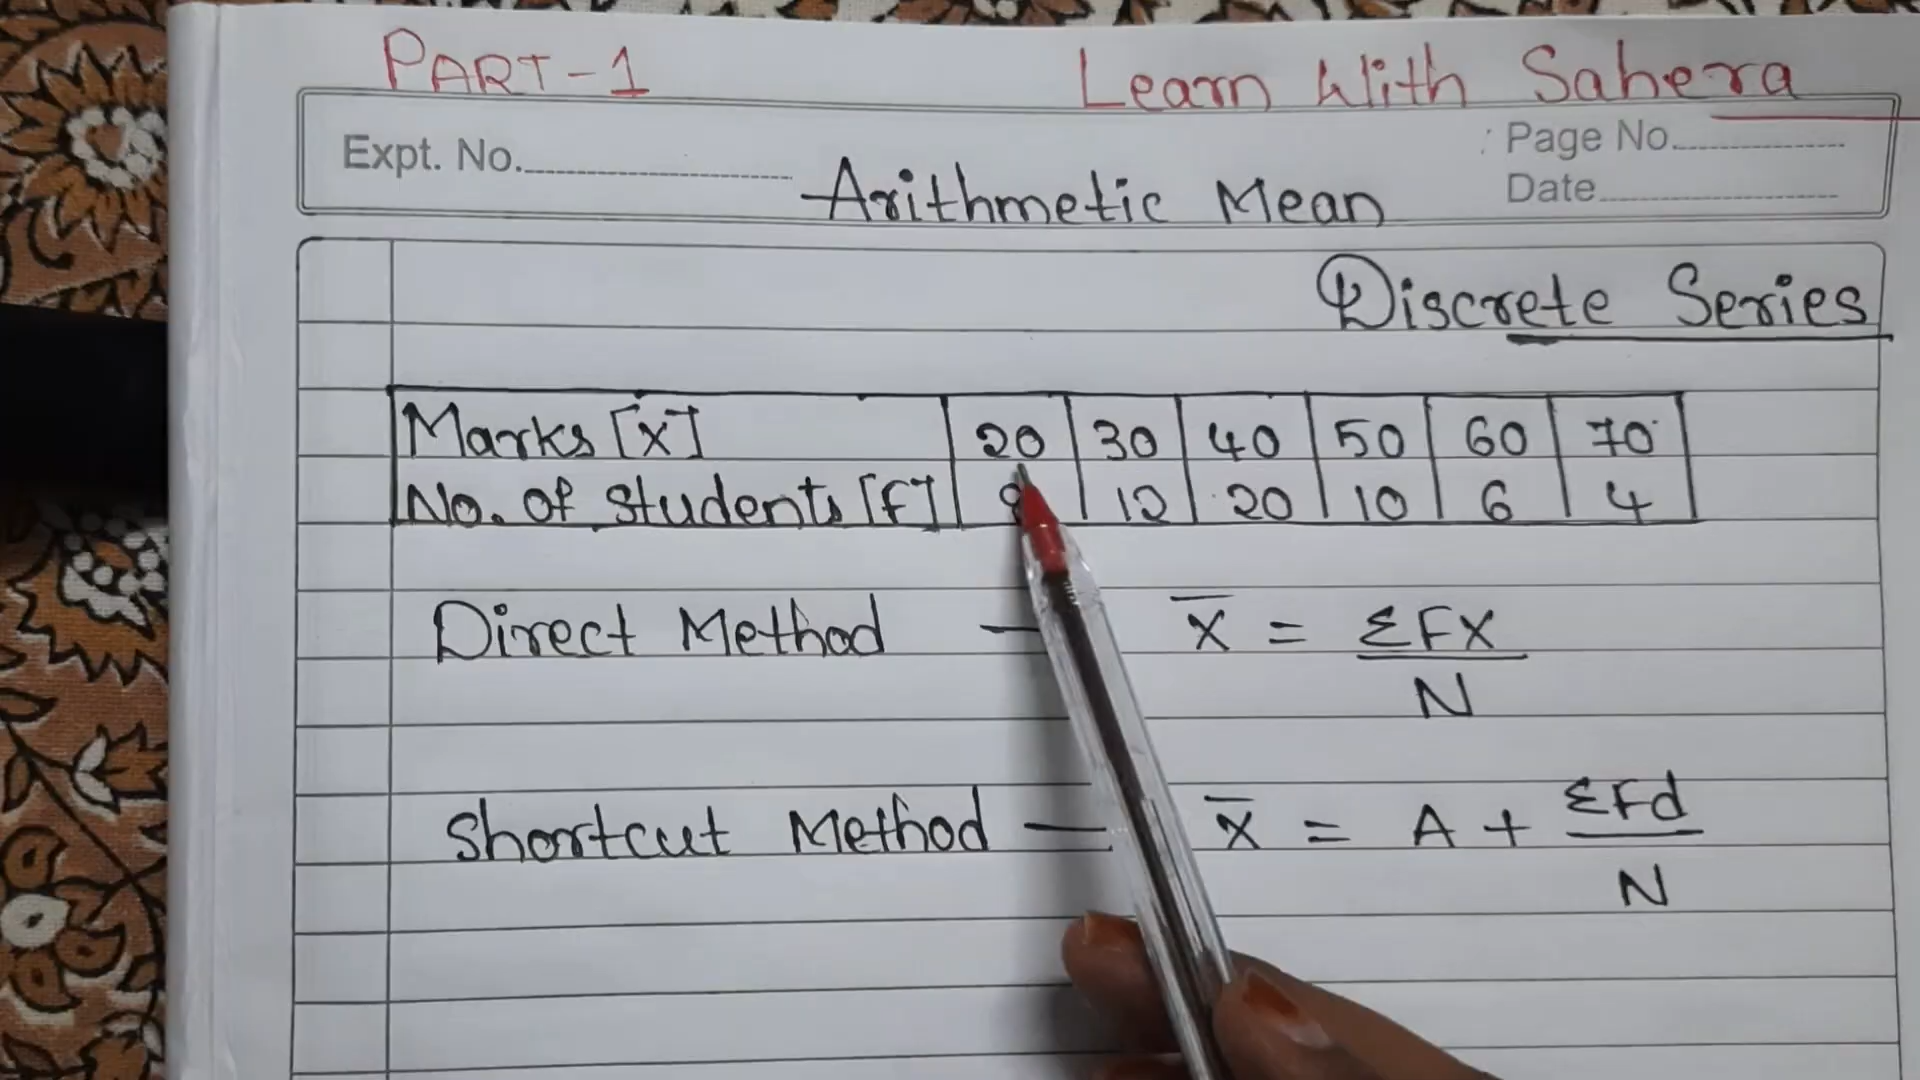 PART-1 Learn With Sahera
Expt. No. Page No.
Arithmetic Mean Date
Discrete Series
Marks [X] 20 30 40 50 60 70
No. of Students [F] 12 20 10 6 4
Direct Method — X̅ = ΣFX / N
Shortcut Method — X̅ = A + ΣFd / N